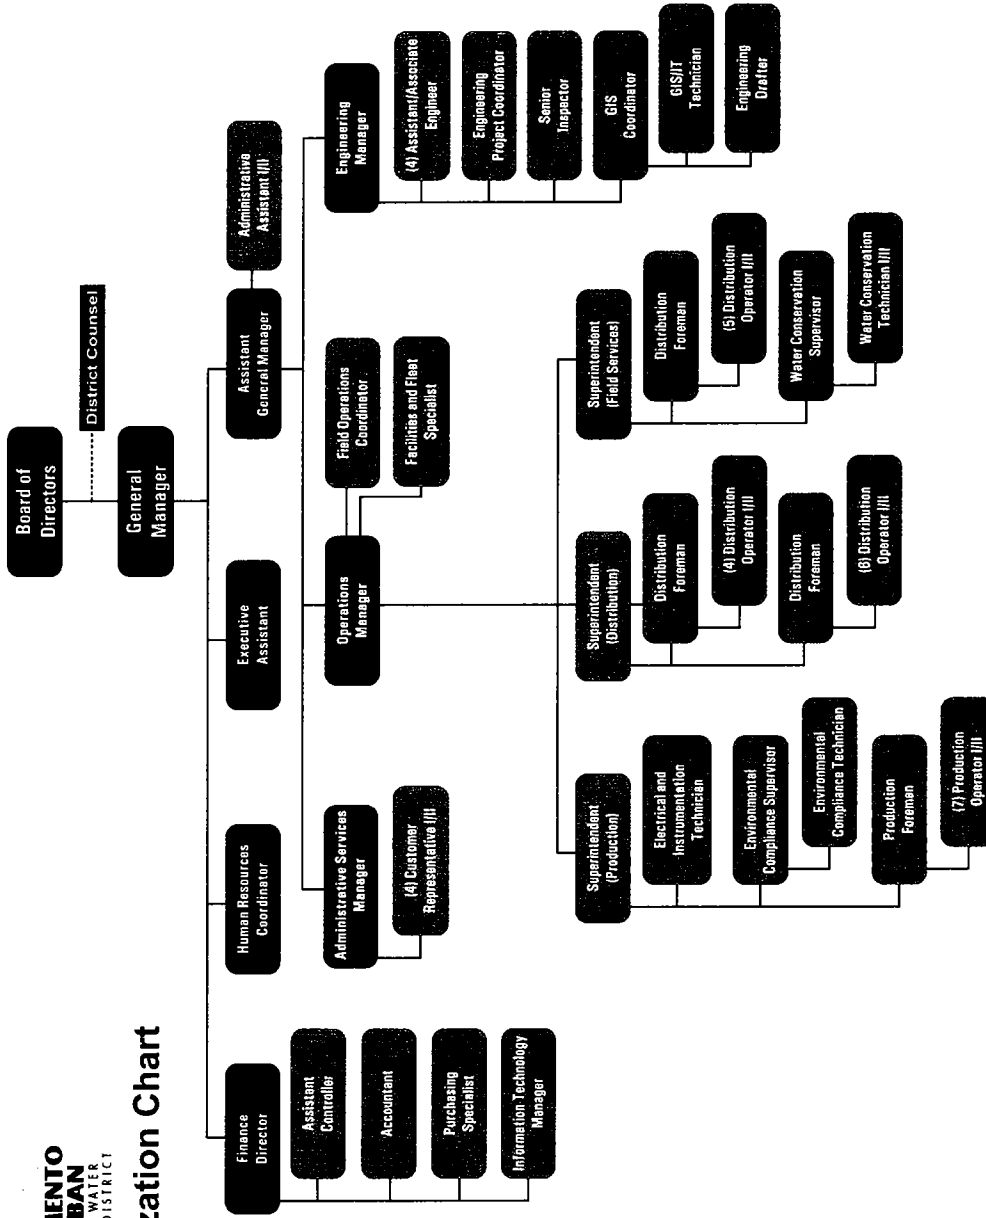 MENTO
BAN
WATER
DISTRICT
zation Chart
Board of
Directors
District Counsel
General
Manager
Finance
Director
Human Resources
Coordinator
Executive
Assistant
Assistant
General Manager
Administrative
Assistant I/II
Assistant
Controller
Accountant
Purchasing
Specialist
Information Technology
Manager
Administrative Services
Manager
(4) Customer
Representative I/II
Operations
Manager
Field Operations
Coordinator
Facilities and Fleet
Specialist
Engineering
Manager
(4) Assistant/Associate
Engineer
Engineering
Project Coordinator
Senior
Inspector
GIS
Coordinator
GIS/IT
Technician
Engineering
Drafter
Superintendent
(Production)
Electrical and
Instrumentation
Technician
Environmental
Compliance Supervisor
Environmental
Compliance Technician
Production
Foreman
(7) Production
Operator I/II
Superintendent
(Distribution)
Distribution
Foreman
(4) Distribution
Operator I/II
Distribution
Foreman
(6) Distribution
Operator I/II
Superintendent
(Field Services)
Distribution
Foreman
(5) Distribution
Operator I/II
Water Conservation
Supervisor
Water Conservation
Technician I/II